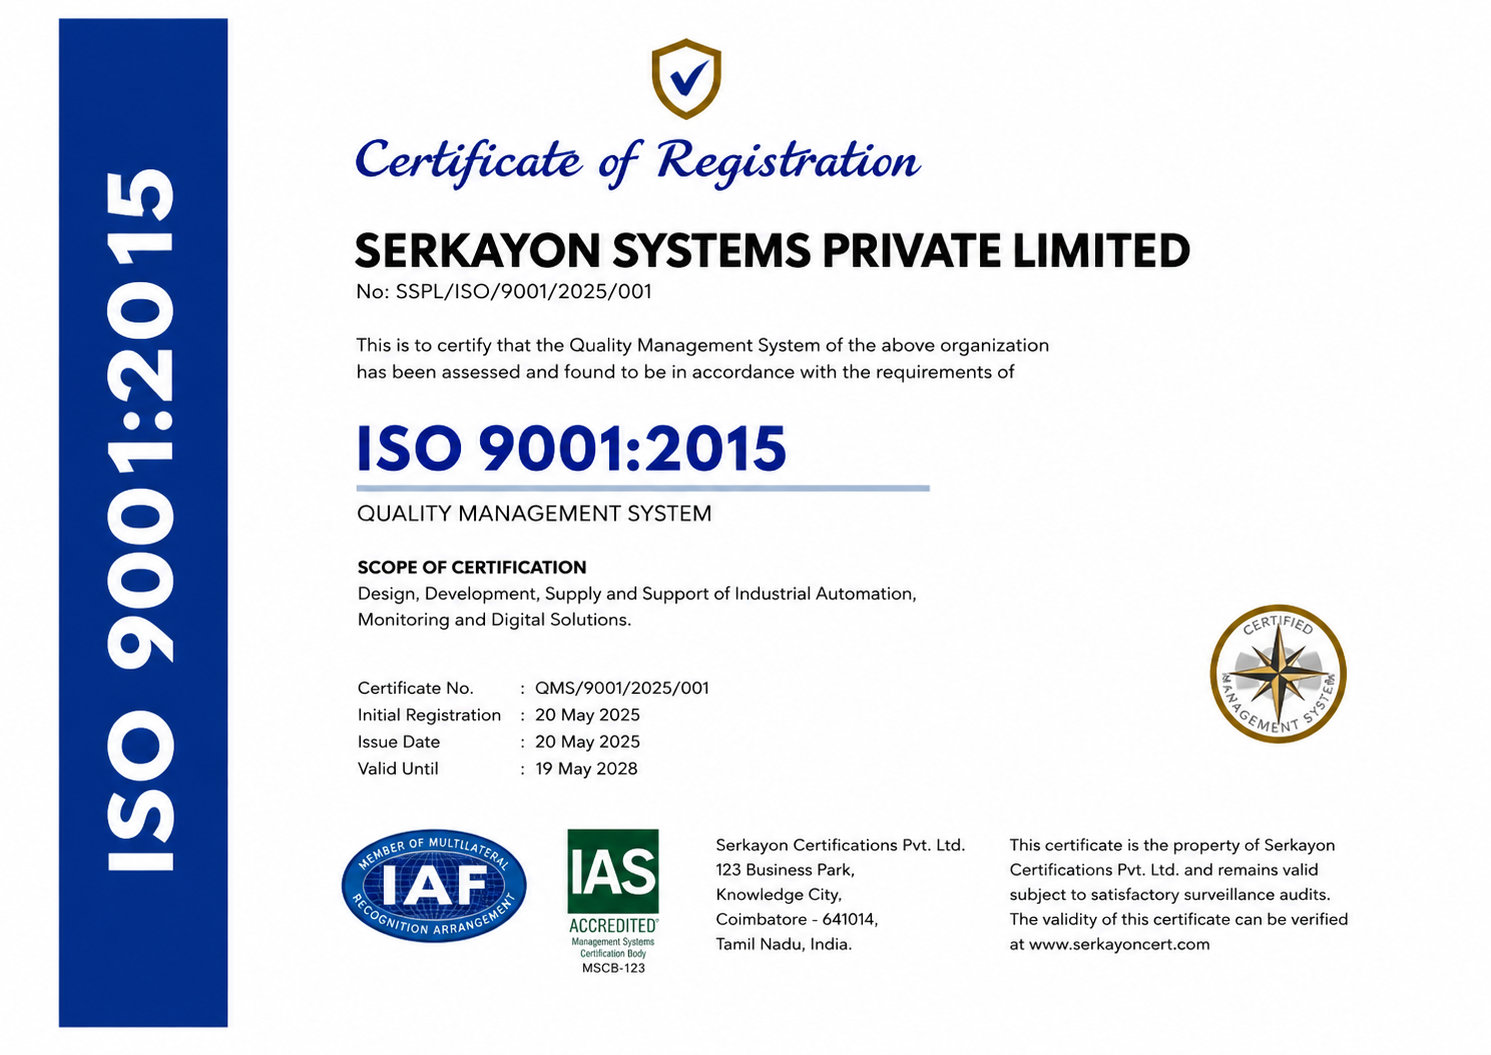 ISO 9001:2015
Certificate of Registration
SERKAYON SYSTEMS PRIVATE LIMITED
No: SSPL/ISO/9001/2025/001
This is to certify that the Quality Management System of the above organization
has been assessed and found to be in accordance with the requirements of
ISO 9001:2015
QUALITY MANAGEMENT SYSTEM
SCOPE OF CERTIFICATION
Design, Development, Supply and Support of Industrial Automation,
Monitoring and Digital Solutions.
Certificate No. : QMS/9001/2025/001
Initial Registration : 20 May 2025
Issue Date : 20 May 2025
Valid Until : 19 May 2028
CERTIFIED
MANAGEMENT SYSTEM
MEMBER OF MULTILATERAL
IAF
RECOGNITION ARRANGEMENT
IAS
ACCREDITED®
Management Systems
Certification Body
MSCB-123
Serkayon Certifications Pvt. Ltd.
123 Business Park,
Knowledge City,
Coimbatore - 641014,
Tamil Nadu, India.
This certificate is the property of Serkayon
Certifications Pvt. Ltd. and remains valid
subject to satisfactory surveillance audits.
The validity of this certificate can be verified
at www.serkayoncert.com